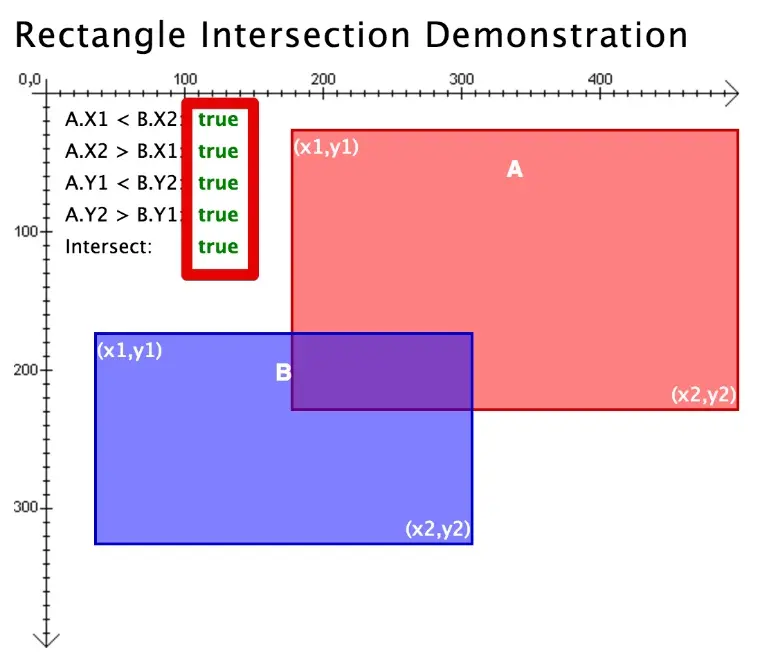 Rectangle Intersection Demonstration
0,0 100 200 300 400
A.X1 < B.X2: true
A.X2 > B.X1: true
(x1,y1)
A
A.Y1 < B.Y2: true
A.Y2 > B.Y1: true
100
Intersect: true
(x1,y1)
200
B
(x2,y2)
300
(x2,y2)